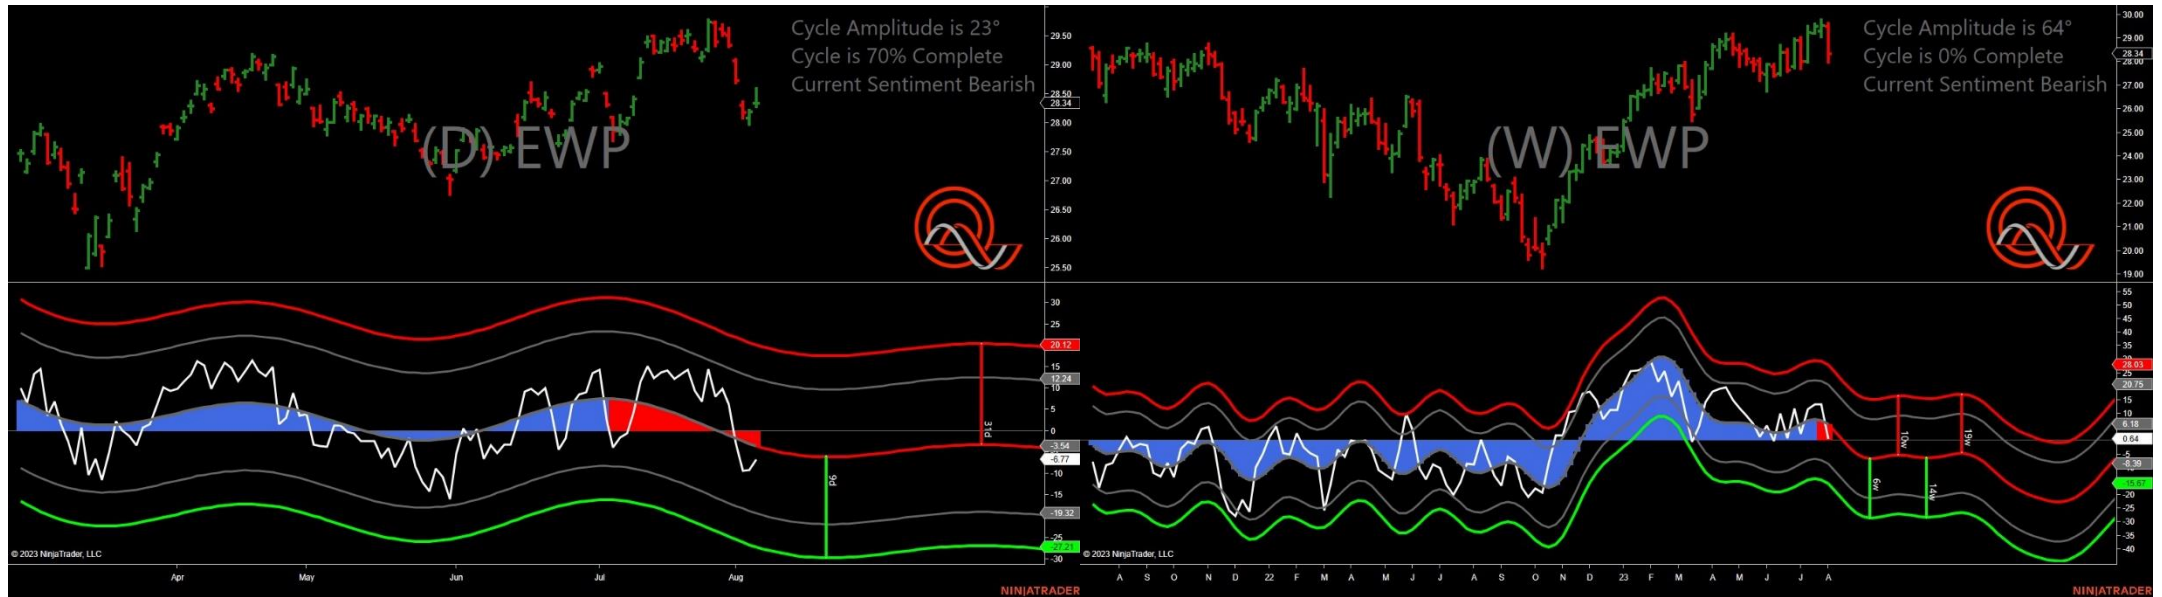 Cycle Amplitude is 23°
Cycle is 70% Complete
Current Sentiment Bearish
(D) EWP
29.50
29.00
28.50
28.34
28.00
27.50
27.00
26.50
26.00
25.50
30
25
20.12
15
12.24
10
5
0
-3.54
-6.77
-10
-15
-19.32
-25
-27.21
-30
31d
9d
© 2023 NinjaTrader, LLC
Apr May Jun Jul Aug
NINJATRADER
Cycle Amplitude is 64°
Cycle is 0% Complete
Current Sentiment Bearish
(W) EWP
30.00
29.00
28.34
28.00
27.00
26.00
25.00
24.00
23.00
22.00
21.00
20.00
19.00
55
50
45
40
35
28.03
25
20.75
15
10
6.18
0.64
-5
-8.39
-15.67
-20
-25
-30
-35
-40
10w
19w
6w
14w
© 2023 NinjaTrader, LLC
A S O N D 22 F M A M J J A S O N D 23 F M A M J J A
NINJATRADER